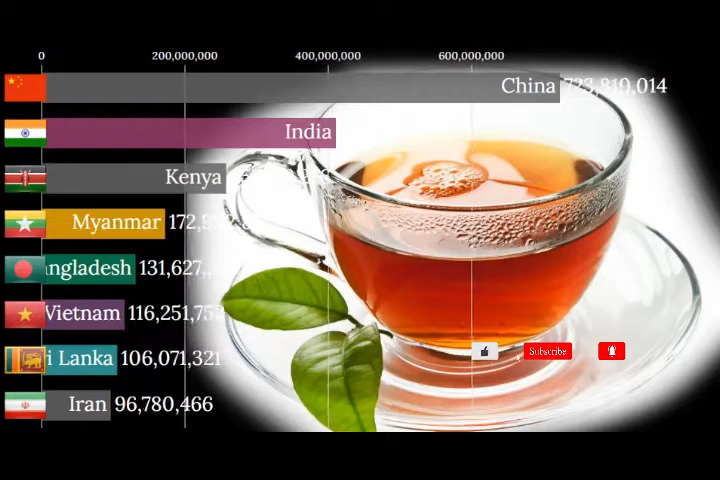 0 200,000,000 400,000,000 600,000,000
China
India
Kenya
Myanmar
ngladesh 131,627,
Vietnam 116,251,75
i Lanka 106,071,321
Iran 96,780,466
Subscribe